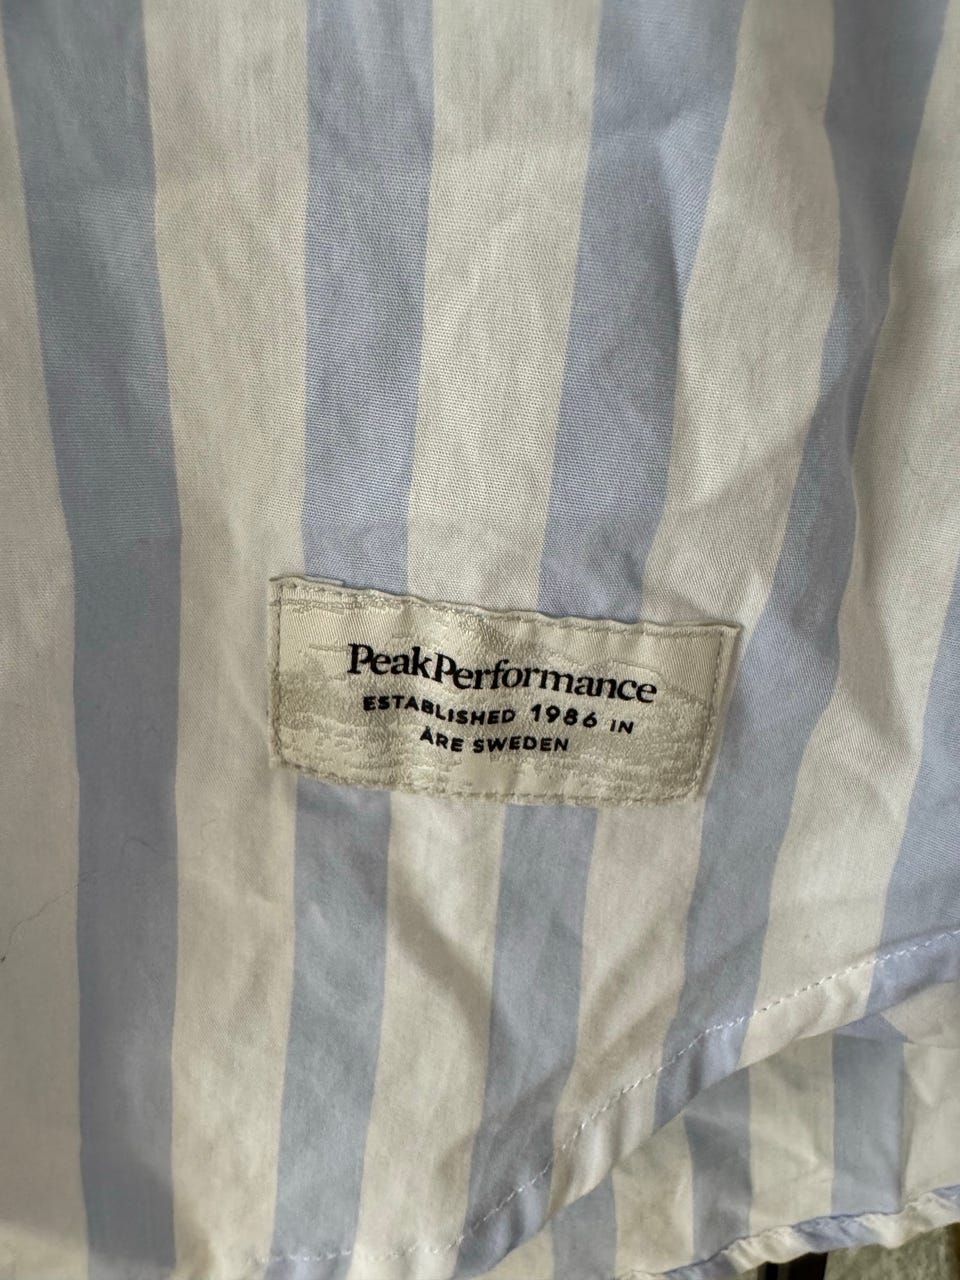 PeakPerformance
ESTABLISHED 1986 IN
ÅRE SWEDEN